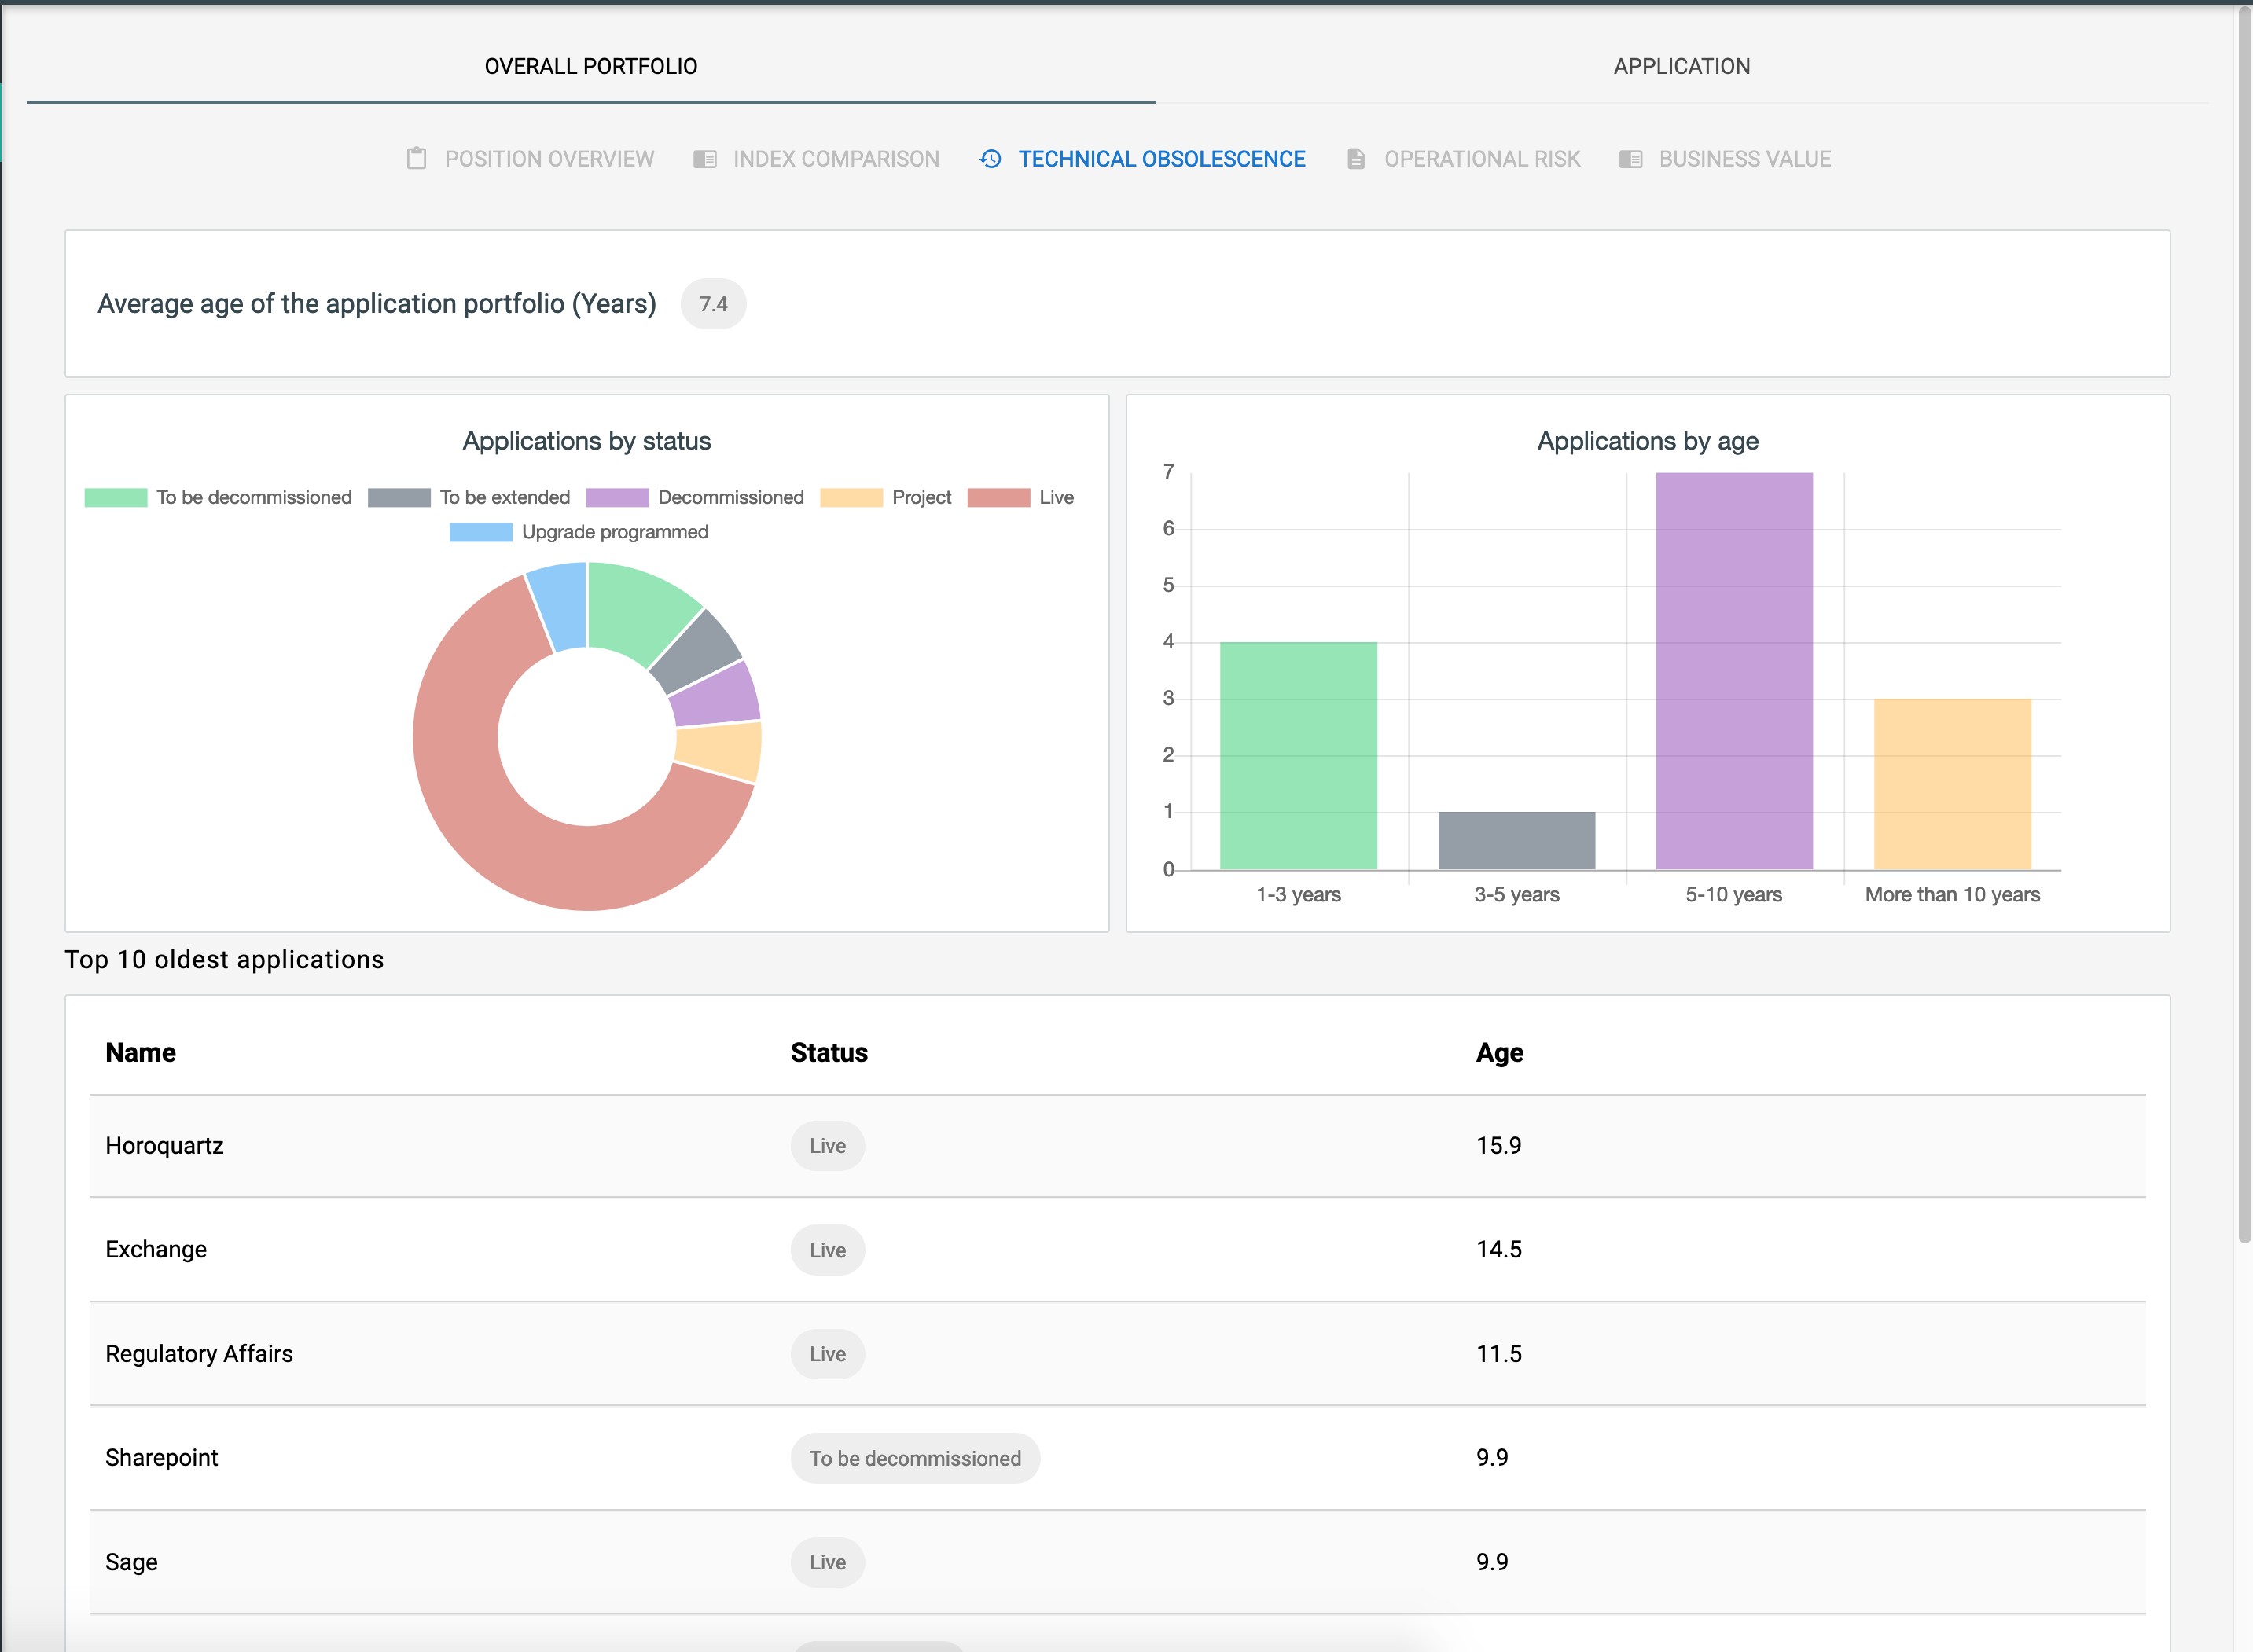 OVERALL PORTFOLIO APPLICATION
POSITION OVERVIEW INDEX COMPARISON TECHNICAL OBSOLESCENCE OPERATIONAL RISK BUSINESS VALUE
Average age of the application portfolio (Years) 7.4
Applications by status
To be decommissioned To be extended Decommissioned Project Live
Upgrade programmed
Applications by age
7
6
5
4
3
2
1
0
1-3 years 3-5 years 5-10 years More than 10 years
Top 10 oldest applications
Name Status Age
Horoquartz Live 15.9
Exchange Live 14.5
Regulatory Affairs Live 11.5
Sharepoint To be decommissioned 9.9
Sage Live 9.9